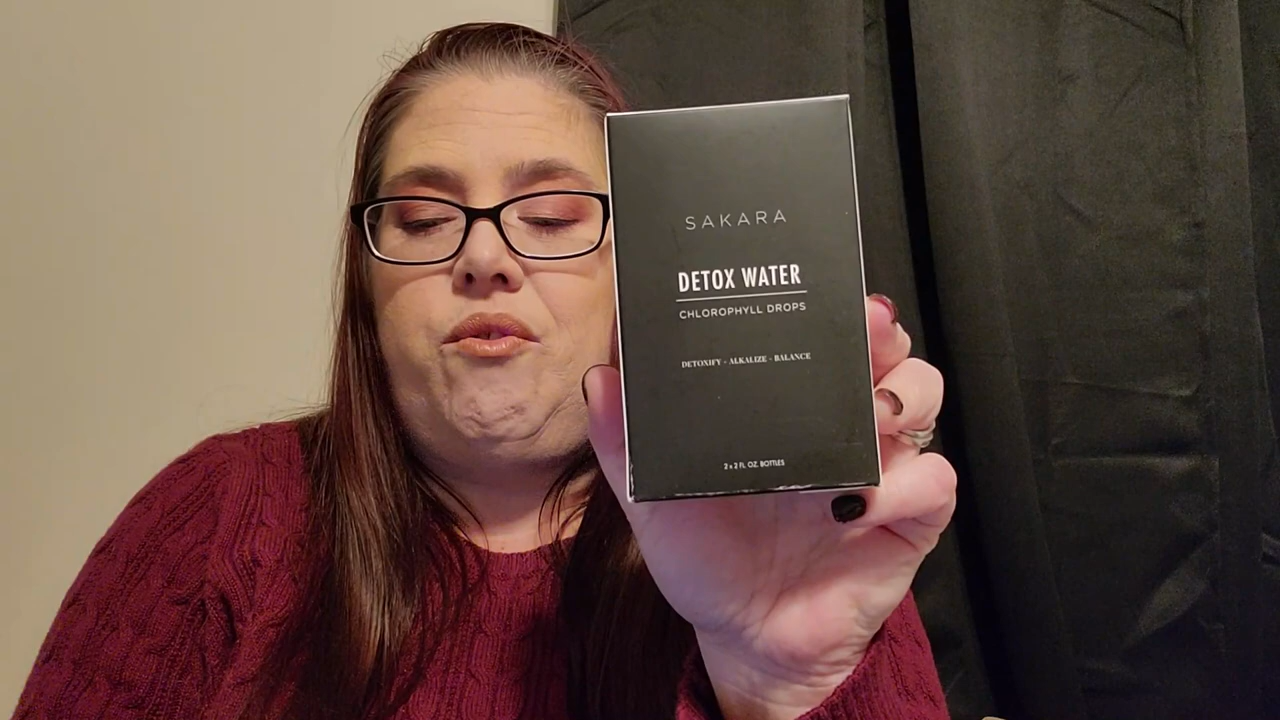 SAKARA
DETOX WATER
CHLOROPHYLL DROPS
DETOXIFY - ALKALIZE - BALANCE
2 x 2 FL. OZ. BOTTLES